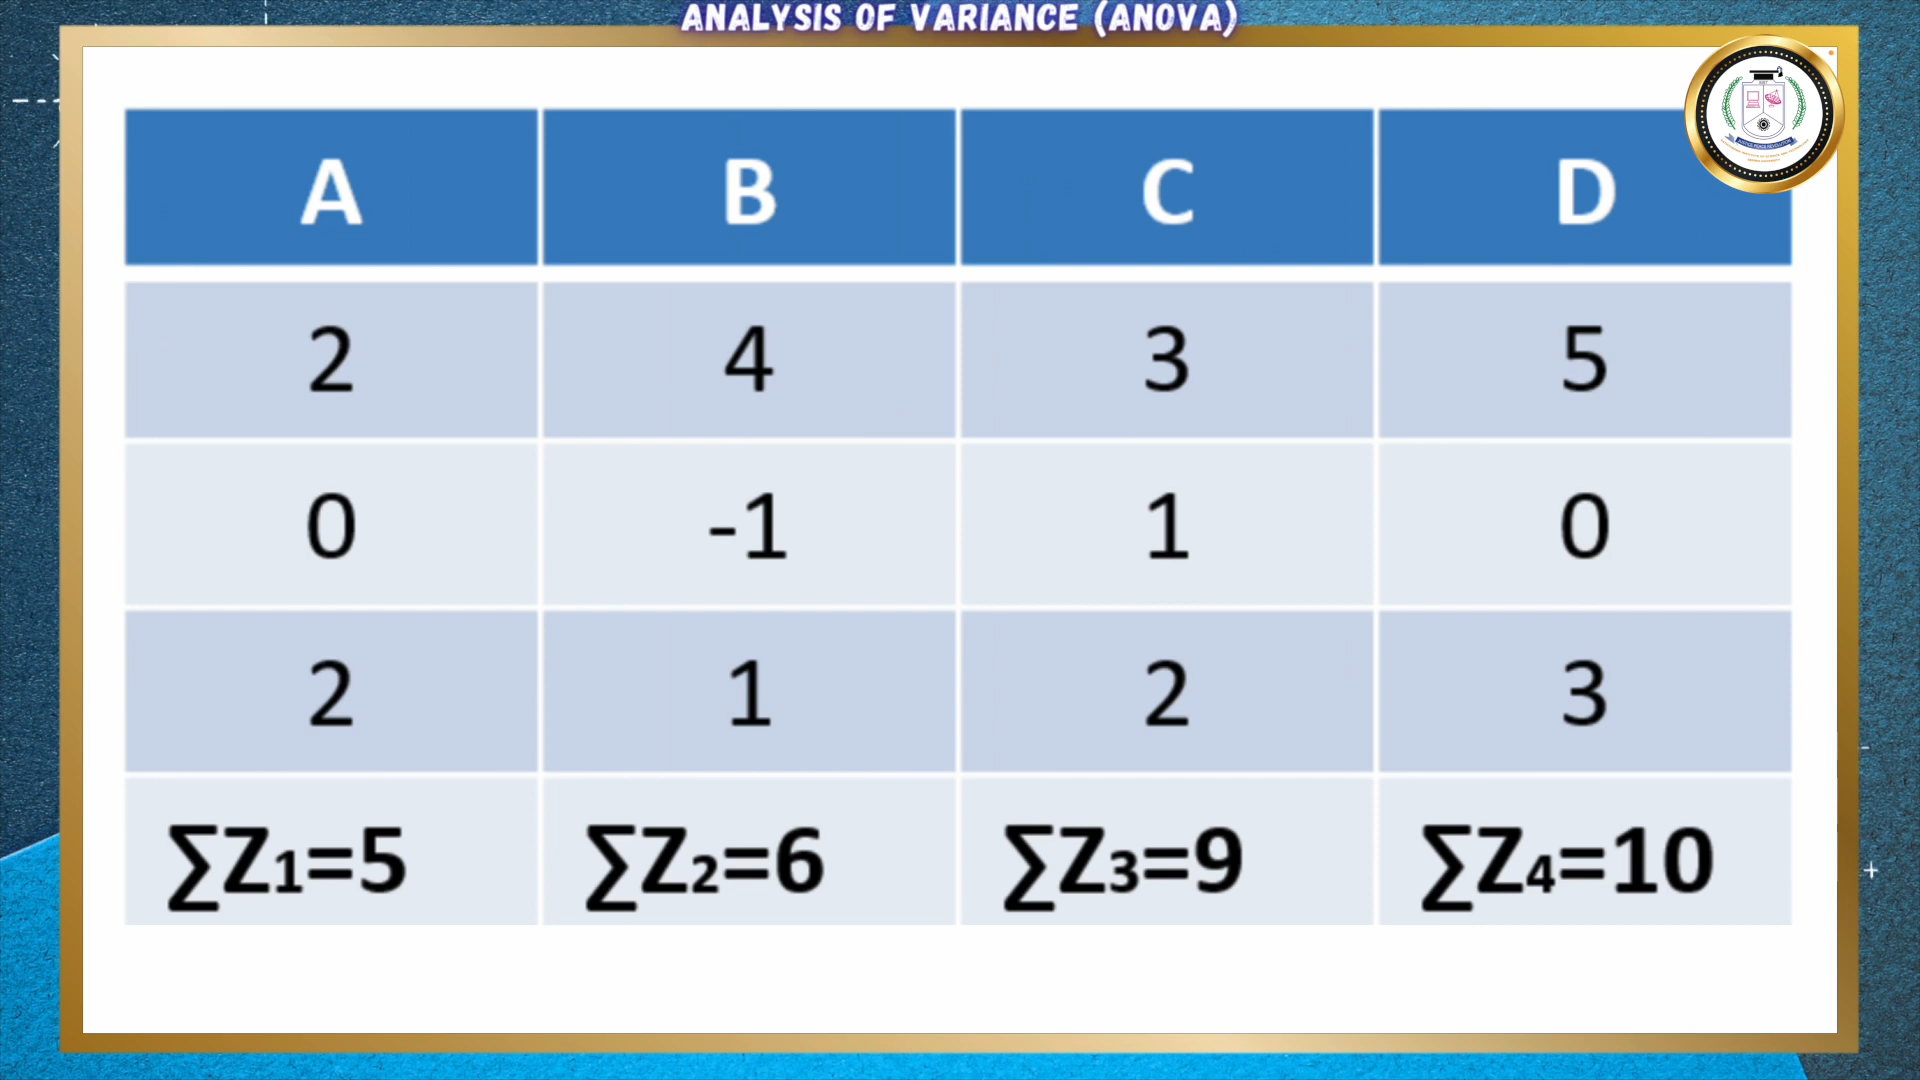 ANALYSIS OF VARIANCE (ANOVA)
A B C D
2 4 3 5
0 -1 1 0
2 1 2 3
∑Z1=5 ∑Z2=6 ∑Z3=9 ∑Z4=10